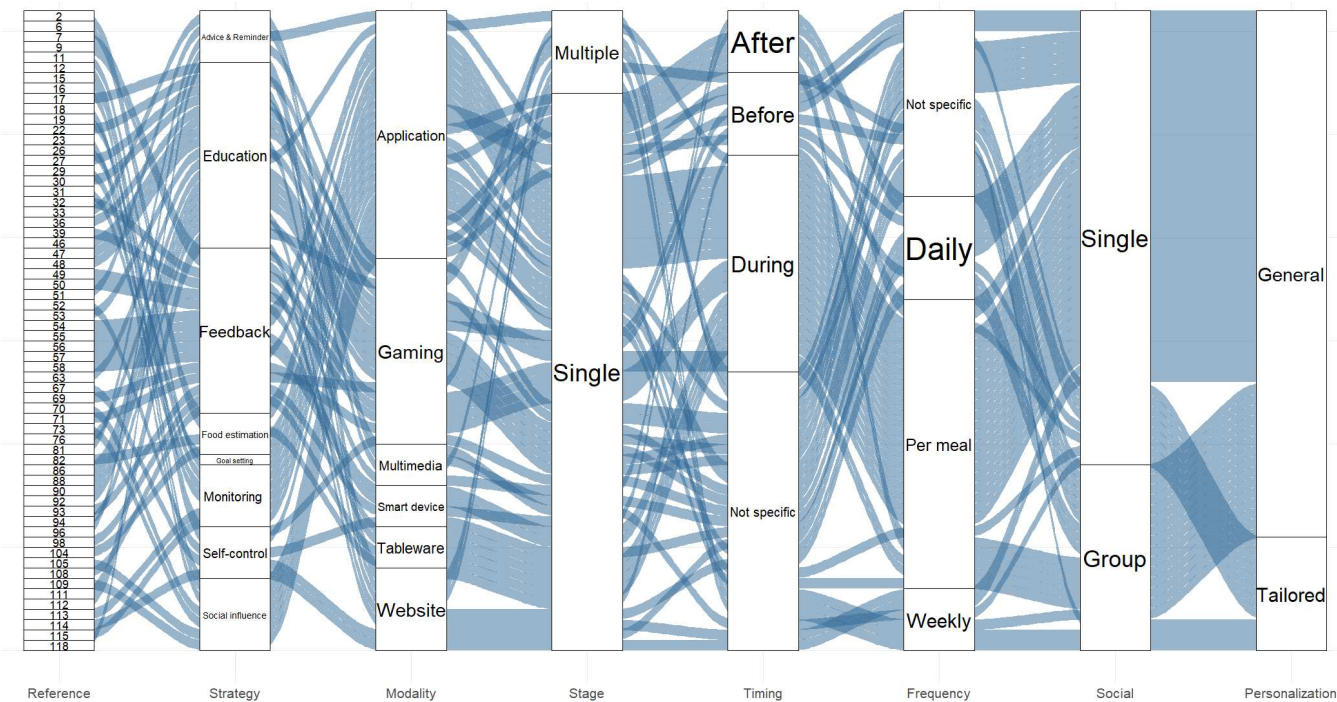 2
6
7
9
11
12
15
16
17
18
19
22
23
26
27
29
30
31
32
33
36
39
46
47
48
49
50
51
52
53
54
55
56
57
58
63
67
69
70
71
73
76
81
82
86
88
90
92
93
94
96
98
104
105
108
109
111
112
113
114
115
118
Advice & Reminder
Education
Feedback
Food estimation
Goal setting
Monitoring
Self-control
Social influence
Application
Gaming
Multimedia
Smart device
Tableware
Website
Multiple
Single
After
Before
During
Not specific
Not specific
Daily
Per meal
Weekly
Single
Group
General
Tailored
Reference
Strategy
Modality
Stage
Timing
Frequency
Social
Personalization